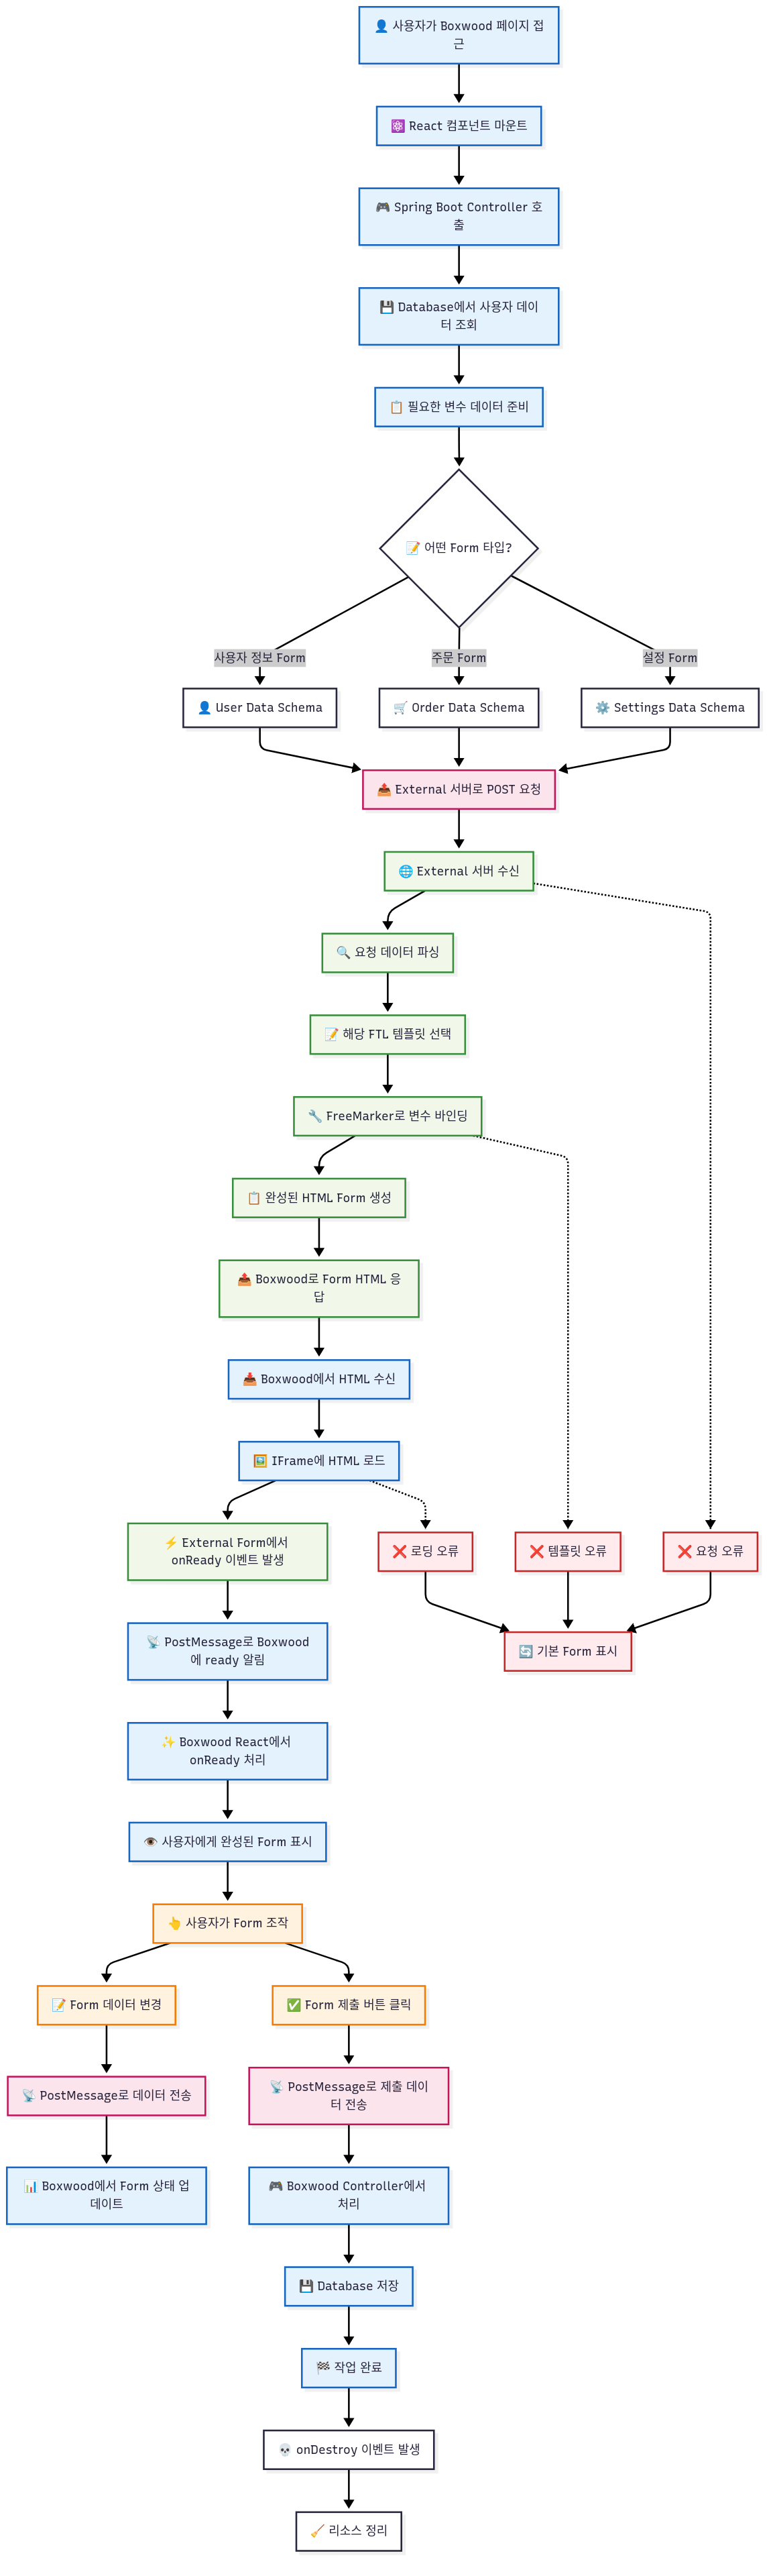 👤 사용자가 Boxwood 페이지 접
근
⚛️ React 컴포넌트 마운트
🎮 Spring Boot Controller 호
출
💾 Database에서 사용자 데이
터 조회
📋 필요한 변수 데이터 준비
📝 어떤 Form 타입?
사용자 정보 Form
주문 Form
설정 Form
👤 User Data Schema
🛒 Order Data Schema
⚙️ Settings Data Schema
📤 External 서버로 POST 요청
🌐 External 서버 수신
🔍 요청 데이터 파싱
📝 해당 FTL 템플릿 선택
🔧 FreeMarker로 변수 바인딩
📋 완성된 HTML Form 생성
📤 Boxwood로 Form HTML 응
답
📥 Boxwood에서 HTML 수신
🖼️ IFrame에 HTML 로드
⚡ External Form에서
onReady 이벤트 발생
❌ 로딩 오류
❌ 템플릿 오류
❌ 요청 오류
📡 PostMessage로 Boxwood
에 ready 알림
🔄 기본 Form 표시
✨ Boxwood React에서
onReady 처리
👁️ 사용자에게 완성된 Form 표시
👆 사용자가 Form 조작
📝 Form 데이터 변경
✅ Form 제출 버튼 클릭
📡 PostMessage로 데이터 전송
📡 PostMessage로 제출 데이
터 전송
📊 Boxwood에서 Form 상태 업
데이트
🎮 Boxwood Controller에서
처리
💾 Database 저장
🏁 작업 완료
💀 onDestroy 이벤트 발생
🧹 리소스 정리